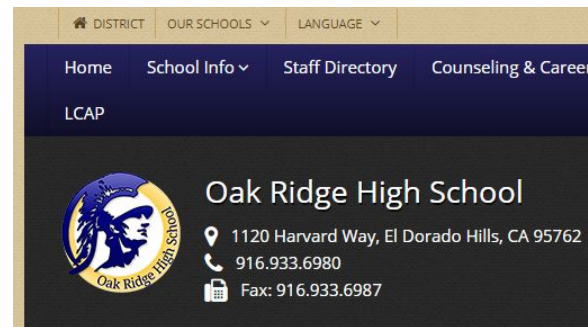 DISTRICT OUR SCHOOLS LANGUAGE
Home School Info Staff Directory Counseling & Career
LCAP
Oak Ridge High School
1120 Harvard Way, El Dorado Hills, CA 95762
916.933.6980
Fax: 916.933.6987
Oak Ridge High School